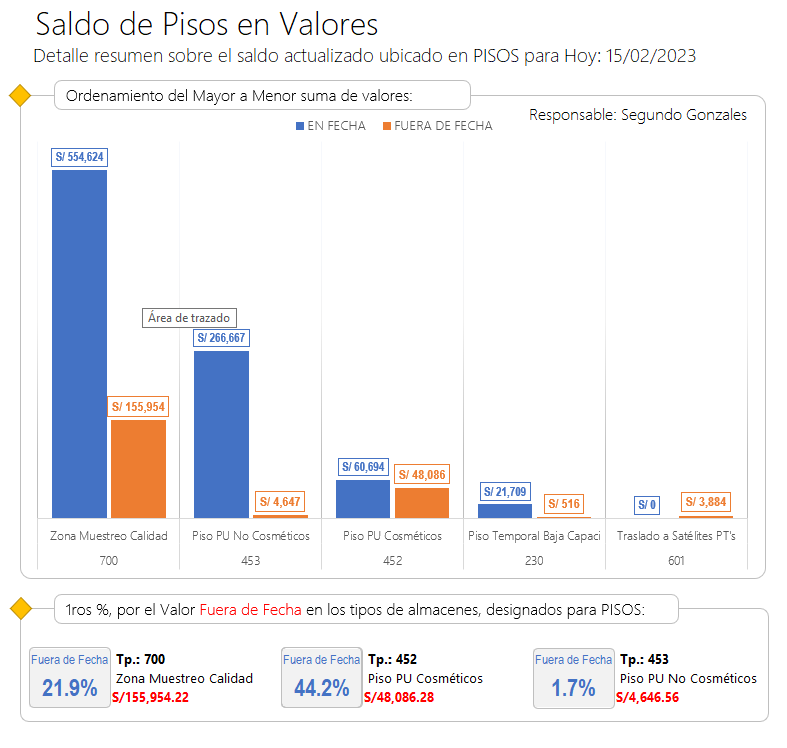 Saldo de Pisos en Valores
Detalle resumen sobre el saldo actualizado ubicado en PISOS para Hoy: 15/02/2023
Ordenamiento del Mayor a Menor suma de valores:
Responsable: Segundo Gonzales
EN FECHA FUERA DE FECHA
S/ 554,624
Área de trazado
S/ 266,667
S/ 155,954
S/ 60,694
S/ 48,086
S/ 21,709
S/ 4,647
S/ 516
S/ 0
S/ 3,884
Zona Muestreo Calidad Piso PU No Cosméticos Piso PU Cosméticos Piso Temporal Baja Capaci Traslado a Satélites PT's
700 453 452 230 601
1ros %, por el Valor Fuera de Fecha en los tipos de almacenes, designados para PISOS:
Fuera de Fecha
21.9%
Tp.: 700
Zona Muestreo Calidad
S/155,954.22
Fuera de Fecha
44.2%
Tp.: 452
Piso PU Cosméticos
S/48,086.28
Fuera de Fecha
1.7%
Tp.: 453
Piso PU No Cosméticos
S/4,646.56